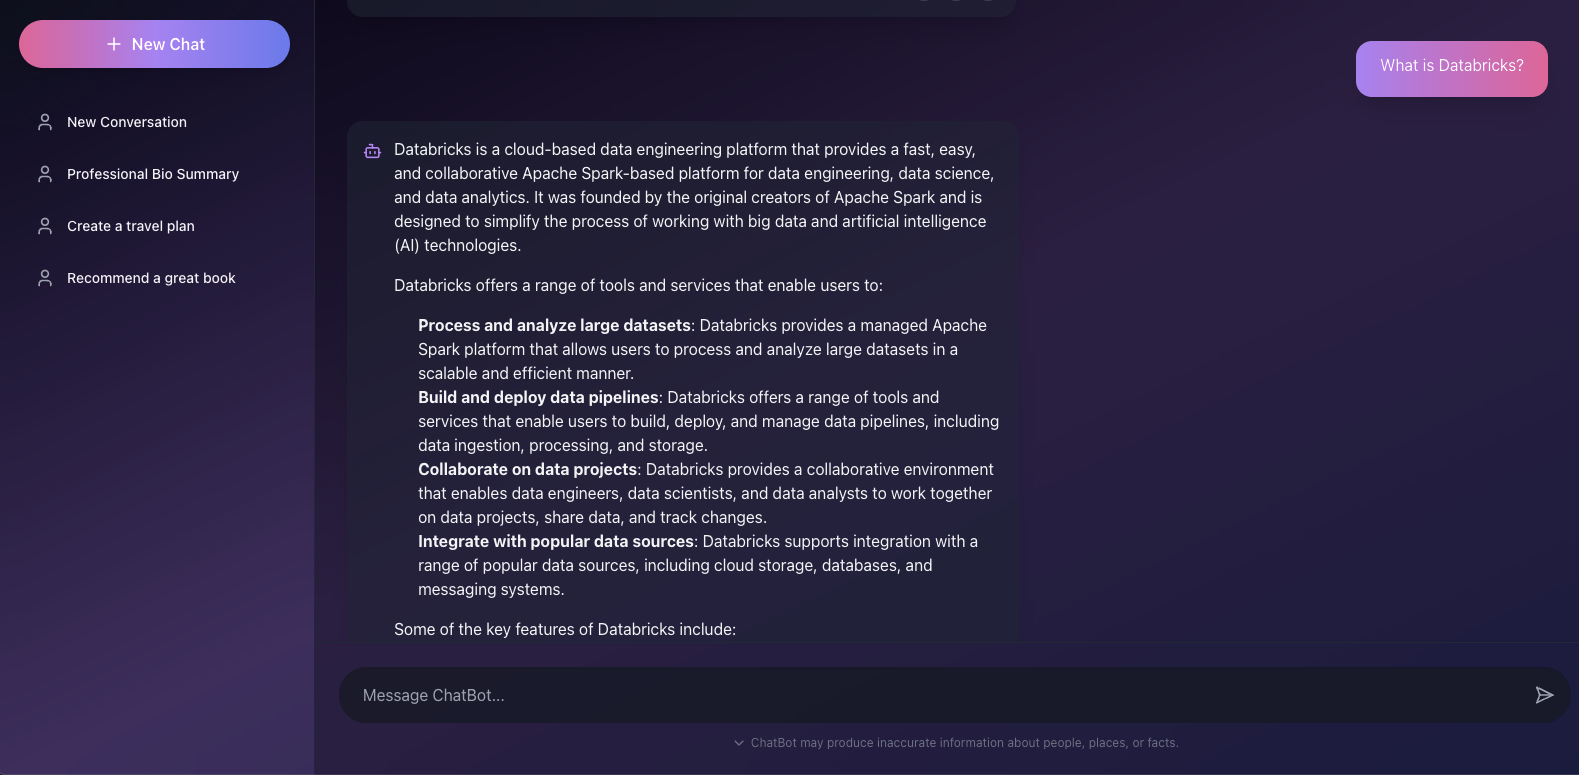 New Chat
New Conversation
Professional Bio Summary
Create a travel plan
Recommend a great book
What is Databricks?
Databricks is a cloud-based data engineering platform that provides a fast, easy,
and collaborative Apache Spark-based platform for data engineering, data science,
and data analytics. It was founded by the original creators of Apache Spark and is
designed to simplify the process of working with big data and artificial intelligence
(AI) technologies.
Databricks offers a range of tools and services that enable users to:
Process and analyze large datasets: Databricks provides a managed Apache
Spark platform that allows users to process and analyze large datasets in a
scalable and efficient manner.
Build and deploy data pipelines: Databricks offers a range of tools and
services that enable users to build, deploy, and manage data pipelines, including
data ingestion, processing, and storage.
Collaborate on data projects: Databricks provides a collaborative environment
that enables data engineers, data scientists, and data analysts to work together
on data projects, share data, and track changes.
Integrate with popular data sources: Databricks supports integration with a
range of popular data sources, including cloud storage, databases, and
messaging systems.
Some of the key features of Databricks include:
Message ChatBot...
ChatBot may produce inaccurate information about people, places, or facts.